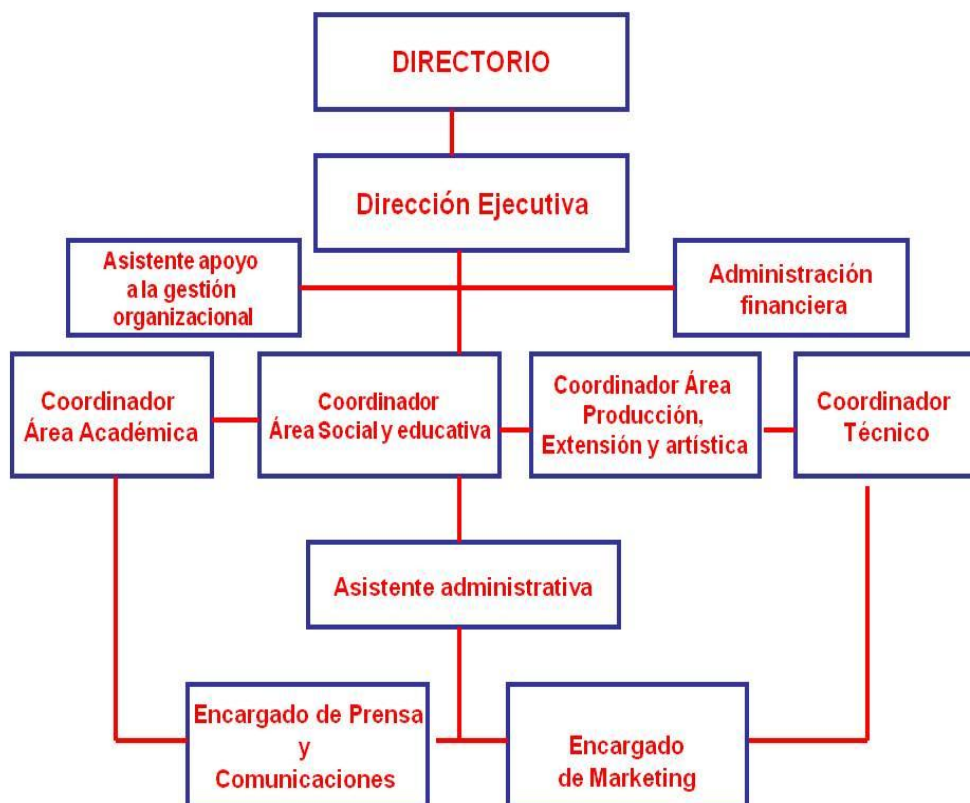 DIRECTORIO
Dirección Ejecutiva
Asistente apoyo
a la gestión
organizacional
Administración
financiera
Coordinador
Área Académica
Coordinador
Área Social y educativa
Coordinador Área
Producción,
Extensión y artística
Coordinador
Técnico
Asistente administrativa
Encargado de Prensa
y
Comunicaciones
Encargado
de Marketing